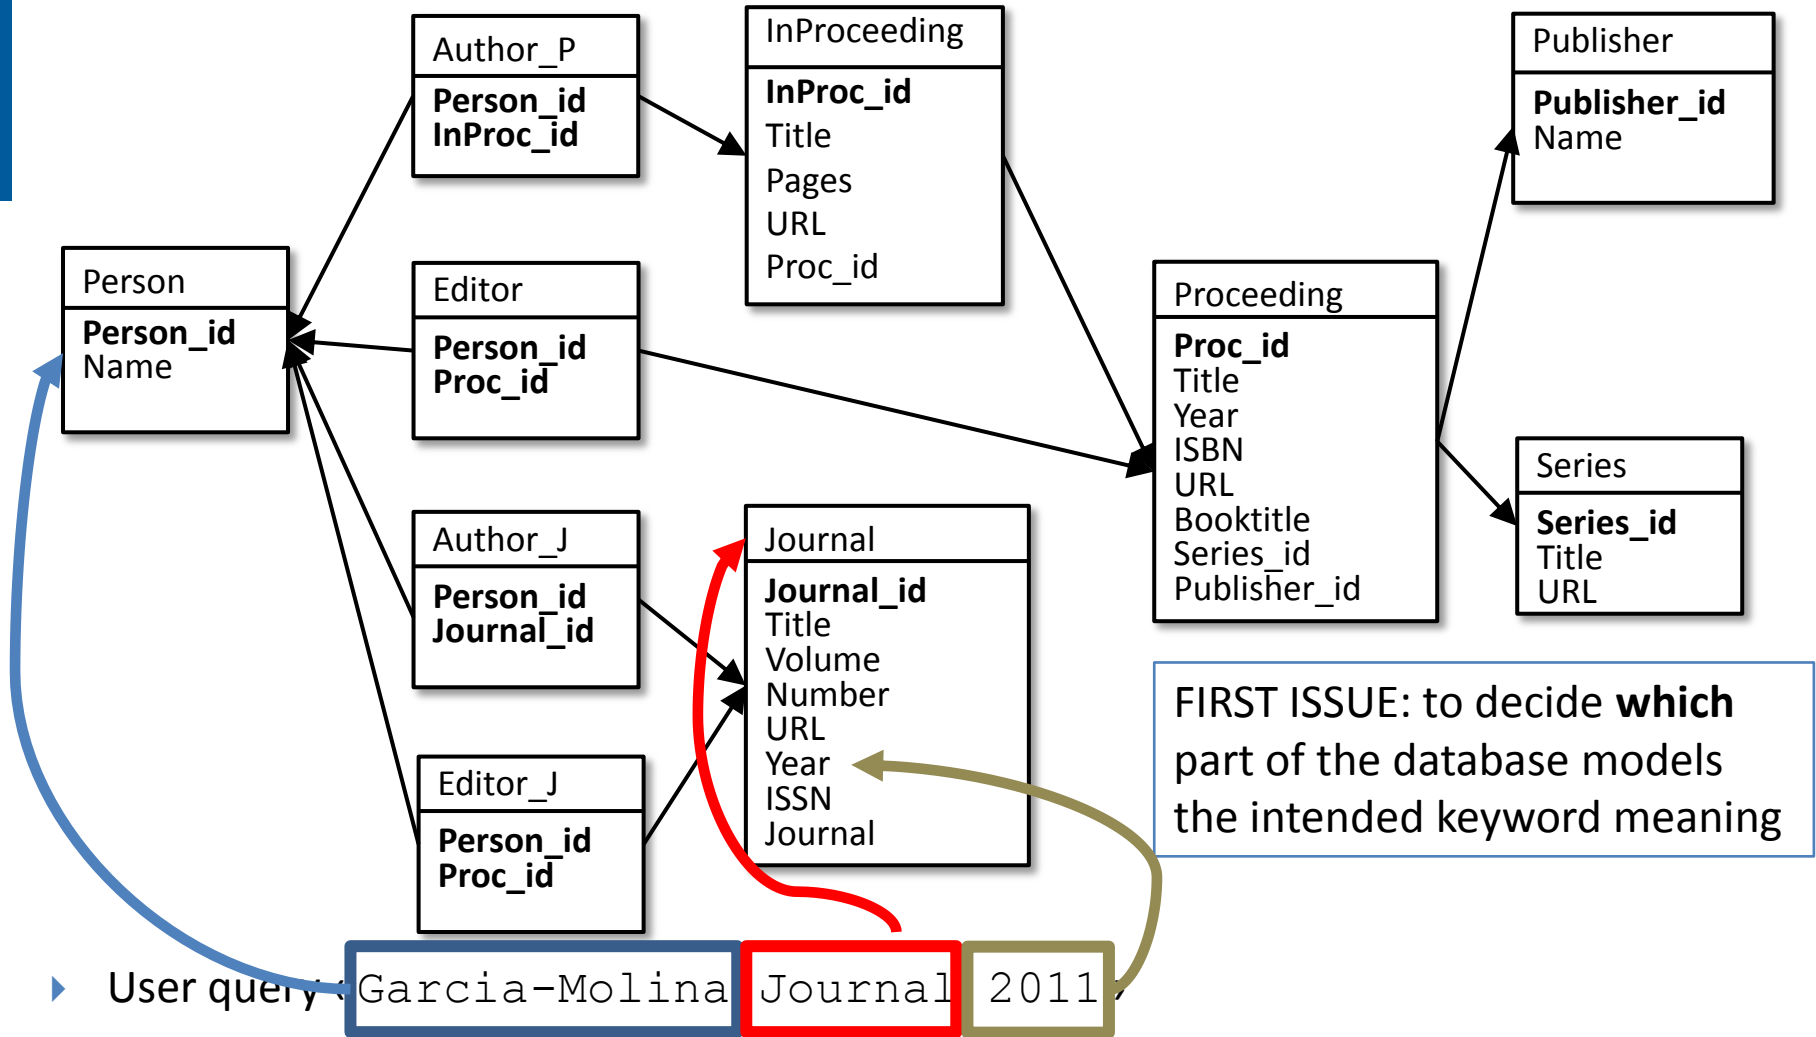 Author_P
Person_id
InProc_id
InProceeding
InProc_id
Title
Pages
URL
Proc_id
Publisher
Publisher_id
Name
Person
Person_id
Name
Editor
Person_id
Proc_id
Proceeding
Proc_id
Title
Year
ISBN
URL
Booktitle
Series_id
Publisher_id
Series
Series_id
Title
URL
Author_J
Person_id
Journal_id
Journal
Journal_id
Title
Volume
Number
URL
Year
ISSN
Journal
Editor_J
Person_id
Proc_id
FIRST ISSUE: to decide which
part of the database models
the intended keyword meaning
User query Garcia-Molina Journal 2011